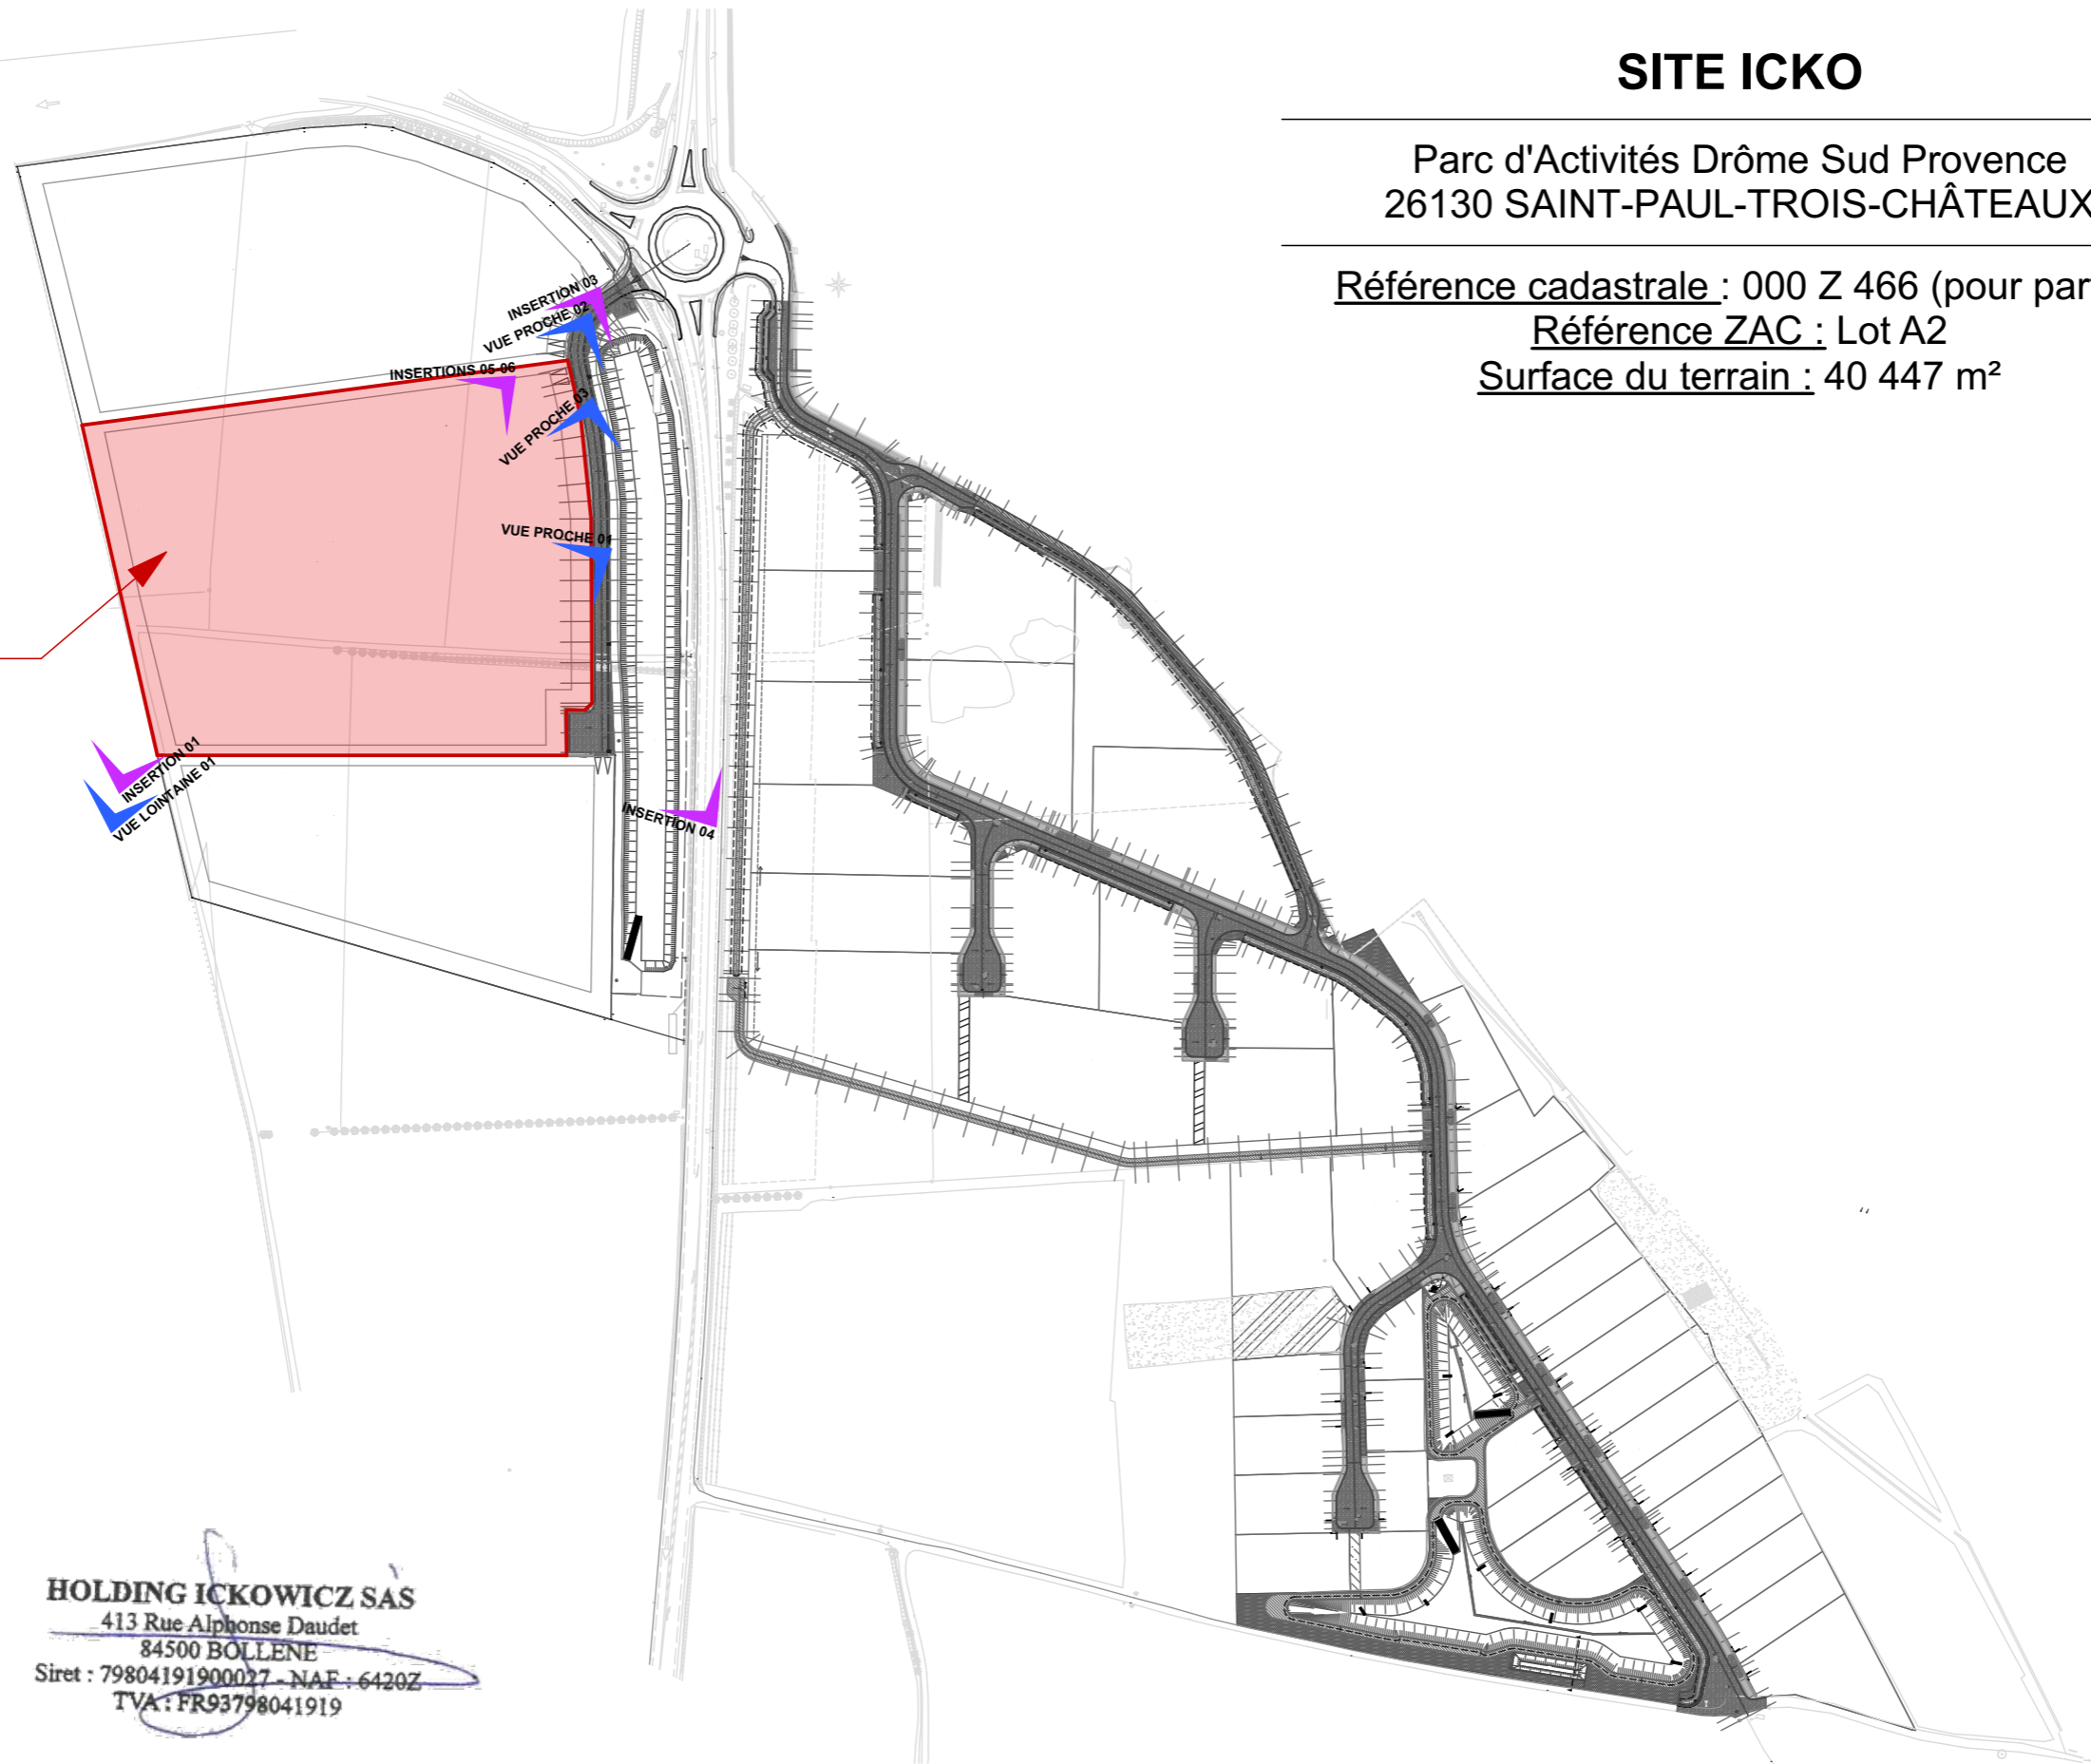 SITE ICKO
Parc d'Activités Drôme Sud Provence
26130 SAINT-PAUL-TROIS-CHÂTEAUX
Référence cadastrale : 000 Z 466 (pour par
Référence ZAC : Lot A2
Surface du terrain : 40 447 m²
INSERTION 03
VUE PROCHE 02
INSERTIONS 05-06
VUE PROCHE 03
VUE PROCHE 01
INSERTION 01
VUE LOINTAINE 01
INSERTION 04
HOLDING ICKOWICZ SAS
413 Rue Alphonse Daudet
84500 BOLLENE
Siret : 79804191900027 - NAF : 6420Z
TVA : FR93798041919